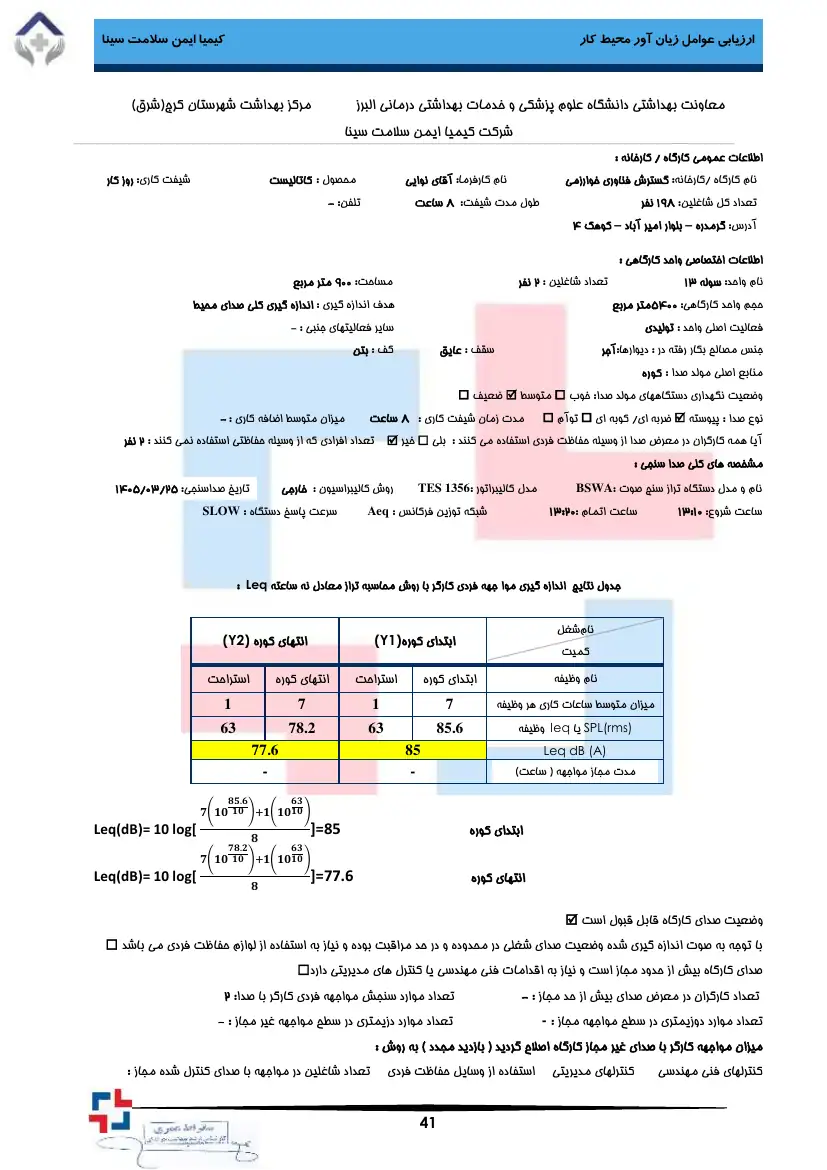 ارزیابی عوامل زیان آور محیط کار کیمیا ایمن سلامت سینا
معاونت بهداشتی دانشگاه علوم پزشکی و خدمات بهداشتی درمانی البرز مرکز بهداشت شهرستان کرج(شرق)
شرکت کیمیا ایمن سلامت سینا
اطلاعات عمومی کارگاه / کارخانه :
نام کارگاه /کارخانه: گسترش فناوری خوارزمی نام کارفرما: آقای نوایی محصول : کاتالیست شیفت کاری: روز کار
تعداد کل شاغلین: ۱۹۸ نفر طول مدت شیفت: ۸ ساعت تلفن: –
آدرس: گرمدره – بلوار امیر آباد – کوهک ۴
اطلاعات اختصاصی واحد کارگاهی :
نام واحد: سوله ۱۳ تعداد شاغلین : ۲ نفر مساحت: ۹۰۰ متر مربع
حجم واحد کارگاهی: ۵۴۰۰متر مربع هدف اندازه گیری : اندازه گیری کلی صدای محیط
فعالیت اصلی واحد : تولیدی سایر فعالیتهای جنبی : -
جنس مصالح بکار رفته در : دیوارها:آجر سقف : عایق کف : بتن
منابع اصلی مولد صدا : کوره
وضعیت نگهداری دستگاههای مولد صدا: خوب ☐ متوسط ☑ ضعیف ☐
نوع صدا : پیوسته ☑ ضربه ای/ کوبه ای ☐ توأم ☐ مدت زمان شیفت کاری : ۸ ساعت میزان متوسط اضافه کاری : –
آیا همه کارگران در معرض صدا از وسیله حفاظت فردی استفاده می کنند : بلی ☐ خیر ☑ تعداد افرادی که از وسیله حفاظتی استفاده نمی کنند : ۲ نفر
مشخصه های کلی صدا سنجی :
نام و مدل دستگاه تراز سنج صوت :BSWA مدل کالیبراتور :TES 1356 روش کالیبراسیون : خارجی تاریخ صداسنجی: ۱۴۰۵/۰۳/۲۵
ساعت شروع: ۱۳:۱۰ ساعت اتمام :۱۳:۲۰ شبکه توزین فرکانس : Aeq سرعت پاسخ دستگاه : SLOW
جدول نتایج اندازه گیری موا جهه فردی کارگر با روش محاسبه تراز معادل نه ساعته Leq :
نام‌شغل
کمیت
ابتدای کوره(Y1) انتهای کوره (Y2)
نام وظیفه ابتدای کوره استراحت انتهای کوره استراحت
میزان متوسط ساعات کاری هر وظیفه 7 1 7 1
SPL(rms) یا leq وظیفه 85.6 63 78.2 63
Leq dB (A) 85 77.6
مدت مجاز مواجهه ( ساعت) - -
Leq(dB)= 10 log[ 7(10^(85.6/10))+1(10^(63/10)) / 8 ]=85 ابتدای کوره
Leq(dB)= 10 log[ 7(10^(78.2/10))+1(10^(63/10)) / 8 ]=77.6 انتهای کوره
وضعیت صدای کارگاه قابل قبول است ☑
با توجه به صوت اندازه گیری شده وضعیت صدای شغلی در محدوده و در حد مراقبت بوده و نیاز به استفاده از لوازم حفاظت فردی می باشد ☐
صدای کارگاه بیش از حدود مجاز است و نیاز به اقدامات فنی مهندسی یا کنترل های مدیریتی دارد☐
تعداد کارگران در معرض صدای بیش از حد مجاز : – تعداد موارد سنجش مواجهه فردی کارگر با صدا: ۲
تعداد موارد دوزیمتری در سطح مواجهه مجاز : - تعداد موارد دزیمتری در سطح مواجهه غیر مجاز : –
میزان مواجهه کارگر با صدای غیر مجاز کارگاه اصلاح گردید ( بازدید مجدد ) به روش :
کنترلهای فنی مهندسی کنترلهای مدیریتی استفاده از وسایل حفاظت فردی تعداد شاغلین در مواجهه با صدای کنترل شده مجاز :
41